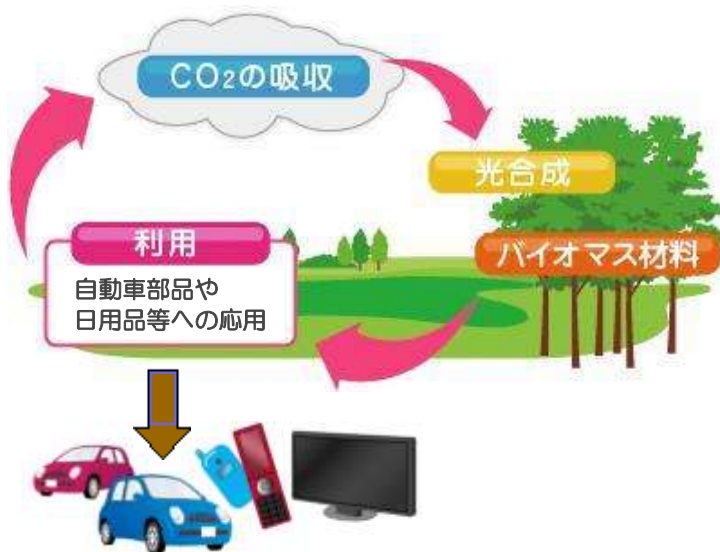 CO2の吸収
光合成
利用
バイオマス材料
自動車部品や
日用品等への応用